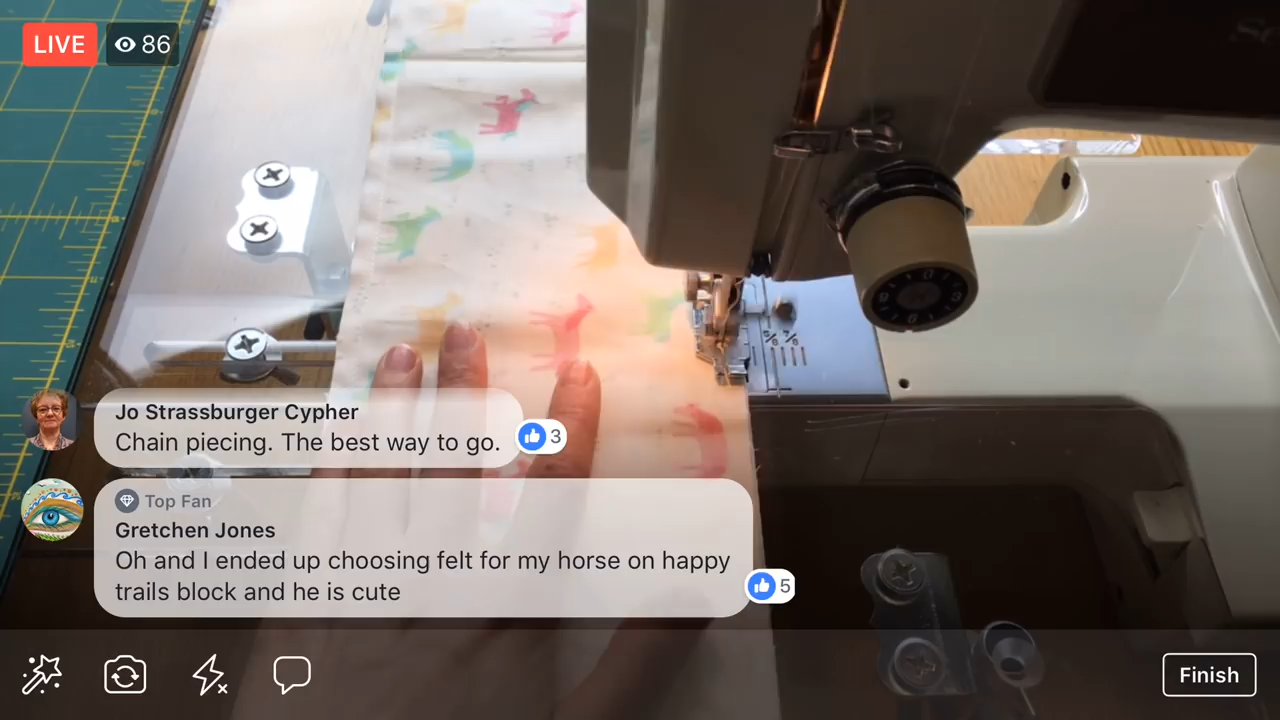 LIVE 86
Jo Strassburger Cypher
Chain piecing. The best way to go.
3
Top Fan
Gretchen Jones
Oh and I ended up choosing felt for my horse on happy
trails block and he is cute
5
Finish